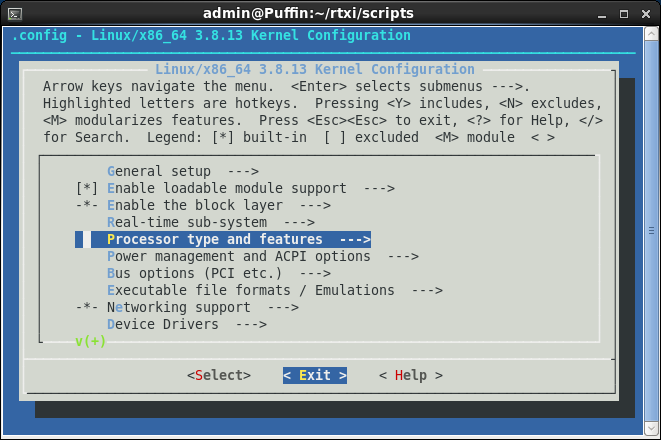 admin@Puffin:~/rtxi/scripts
.config - Linux/x86_64 3.8.13 Kernel Configuration
Linux/x86_64 3.8.13 Kernel Configuration
Arrow keys navigate the menu.  <Enter> selects submenus --->.
Highlighted letters are hotkeys.  Pressing <Y> includes, <N> excludes,
<M> modularizes features.  Press <Esc><Esc> to exit, <?> for Help, </>
for Search.  Legend: [*] built-in  [ ] excluded  <M> module  < >
General setup  --->
[*] Enable loadable module support  --->
-*- Enable the block layer  --->
Real-time sub-system  --->
Processor type and features  --->
Power management and ACPI options  --->
Bus options (PCI etc.)  --->
Executable file formats / Emulations  --->
-*- Networking support  --->
Device Drivers  --->
v(+)
<Select>    < Exit >    < Help >